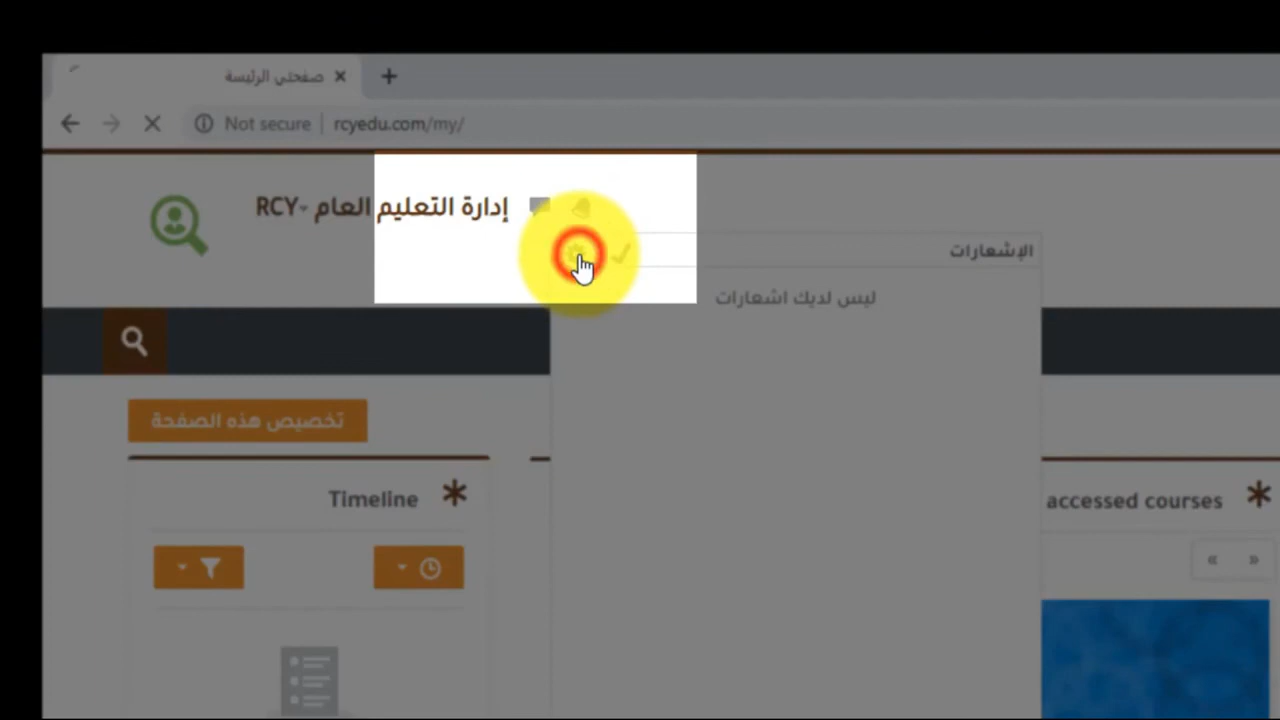 صفحتي الرئيسة
Not secure | rcyedu.com/my/
إدارة التعليم العام -RCY
الإشعارات
ليس لديك اشعارات
تخصيص هذه الصفحة
Timeline
accessed courses
« »